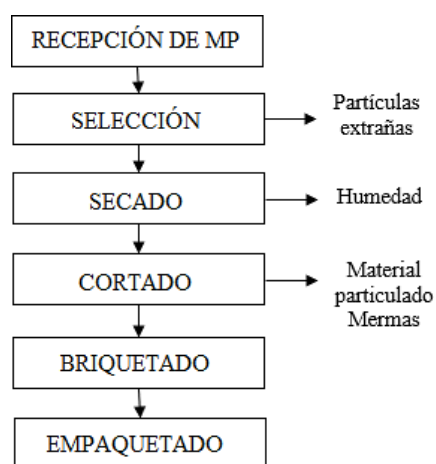 RECEPCIÓN DE MP
SELECCIÓN
Partículas
extrañas
SECADO
Humedad
CORTADO
Material
particulado
Mermas
BRIQUETADO
EMPAQUETADO